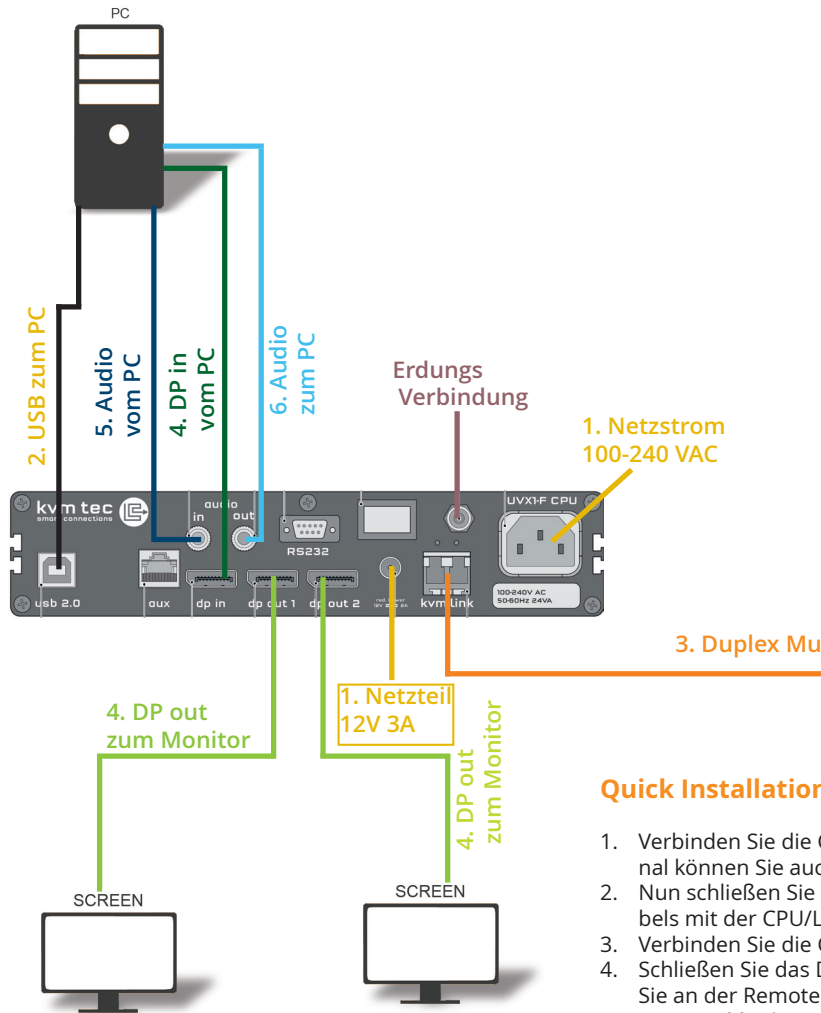 PC
2. USB zum PC
5. Audio
vom PC
4. DP in
vom PC
6. Audio
zum PC
Erdungs
Verbindung
1. Netzstrom
100-240 VAC
kvm tec
smart connections
audio
in
out
RS232
UVX1-F CPU
usb 2.0
aux
dp in
dp out 1
dp out 2
kvm link
100-240V AC
50-60Hz 24VA
3. Duplex Mu
4. DP out
zum Monitor
1. Netzteil
12V 3A
4. DP out
zum Monitor
SCREEN
SCREEN
Quick Installation
1. Verbinden Sie die
nal können Sie auc
2. Nun schließen Sie
bels mit der CPU/L
3. Verbinden Sie die
4. Schließen Sie das D
Sie an der Remote